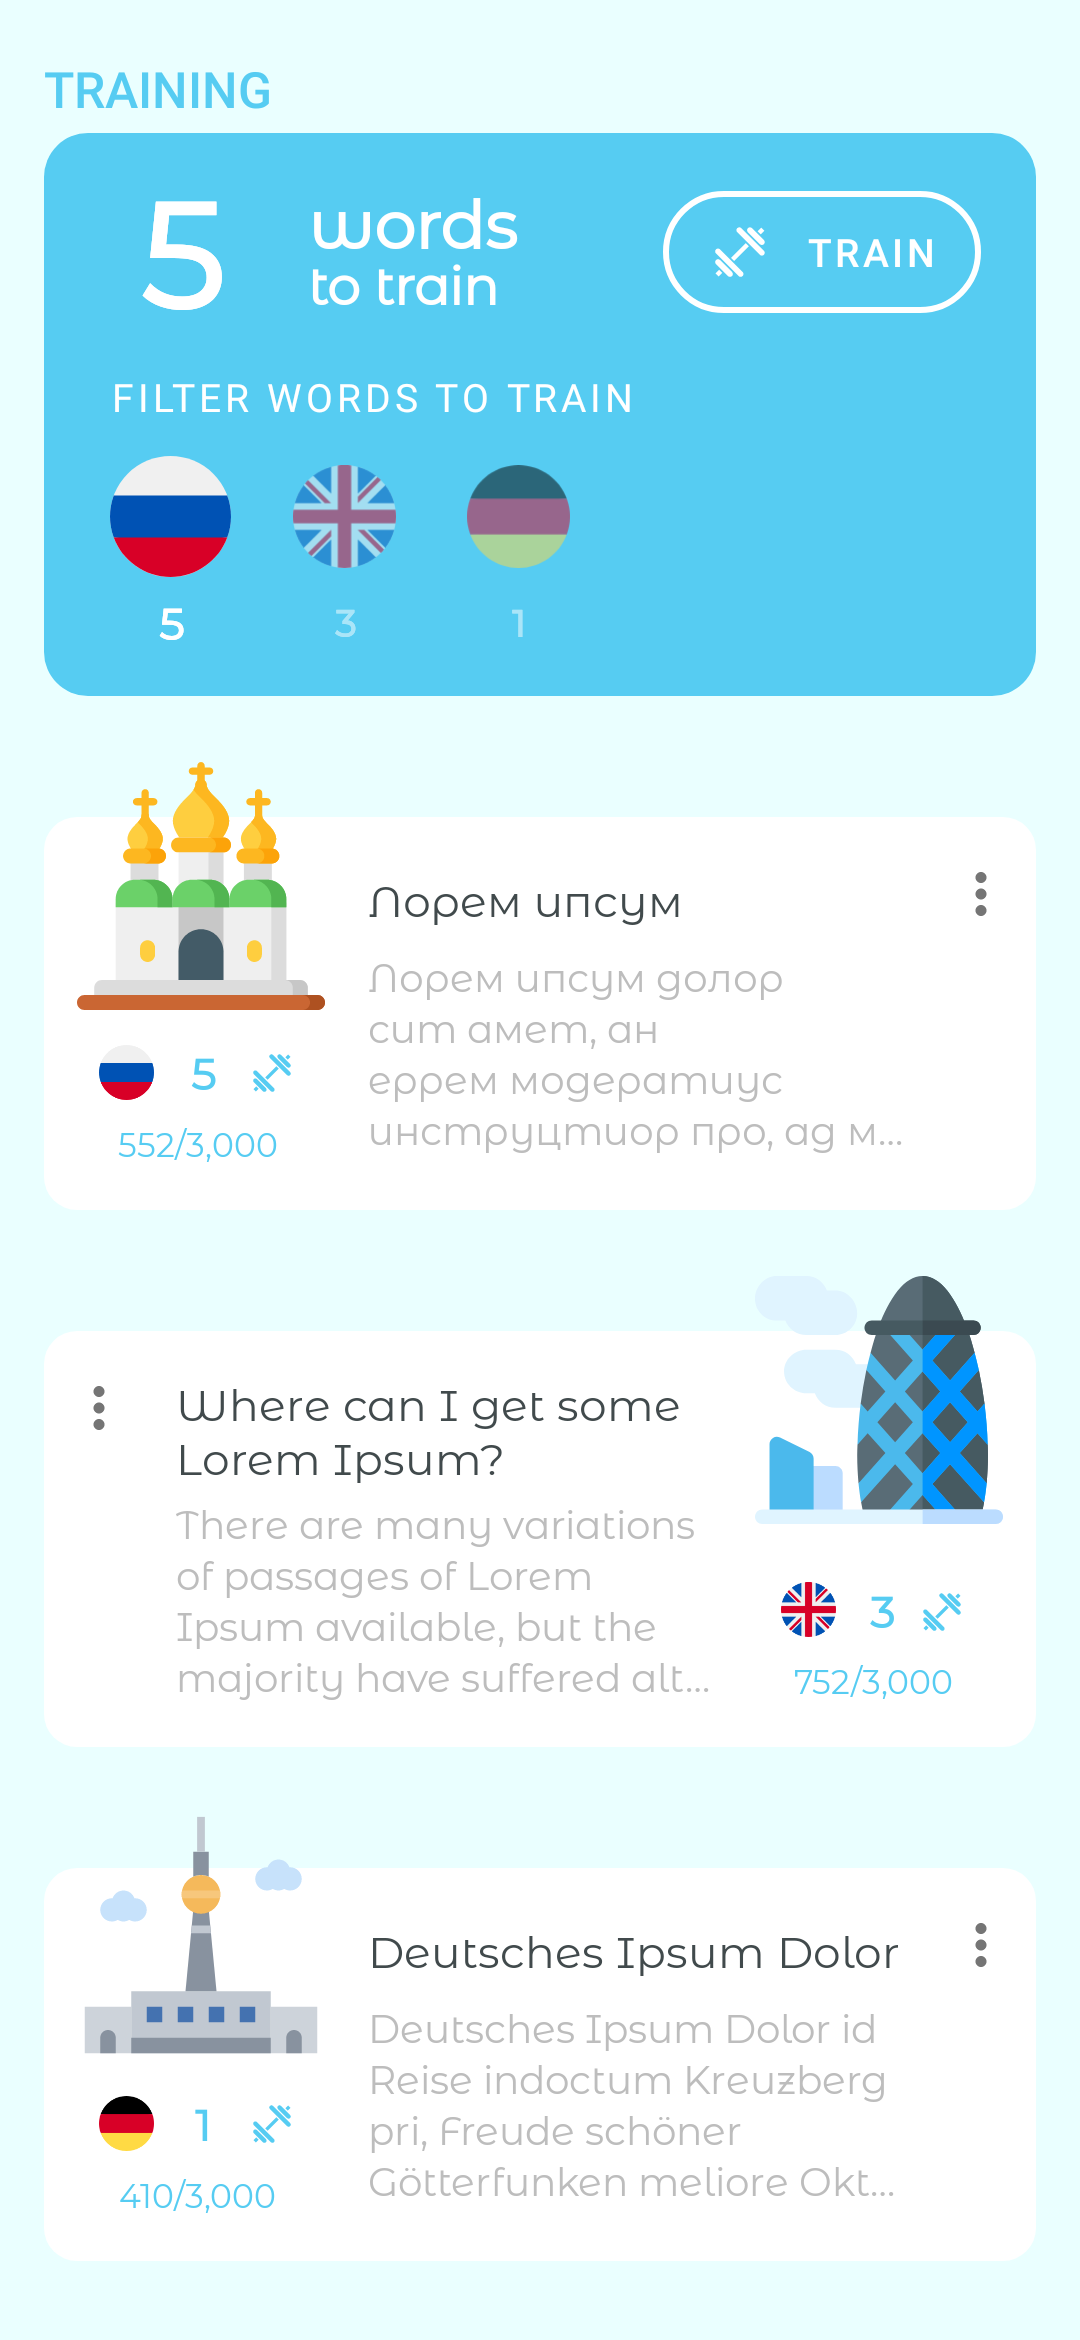 TRAINING
5
words
to train
TRAIN
FILTER WORDS TO TRAIN
5 3 1
Лорем ипсум
Лорем ипсум долор
сит амет, ан
еррем модератиус
инструцтиор про, ад м...
5
552/3,000
Where can I get some
Lorem Ipsum?
There are many variations
of passages of Lorem
Ipsum available, but the
majority have suffered alt...
3
752/3,000
Deutsches Ipsum Dolor
Deutsches Ipsum Dolor id
Reise indoctum Kreuzberg
pri, Freude schöner
Götterfunken meliore Okt...
1
410/3,000